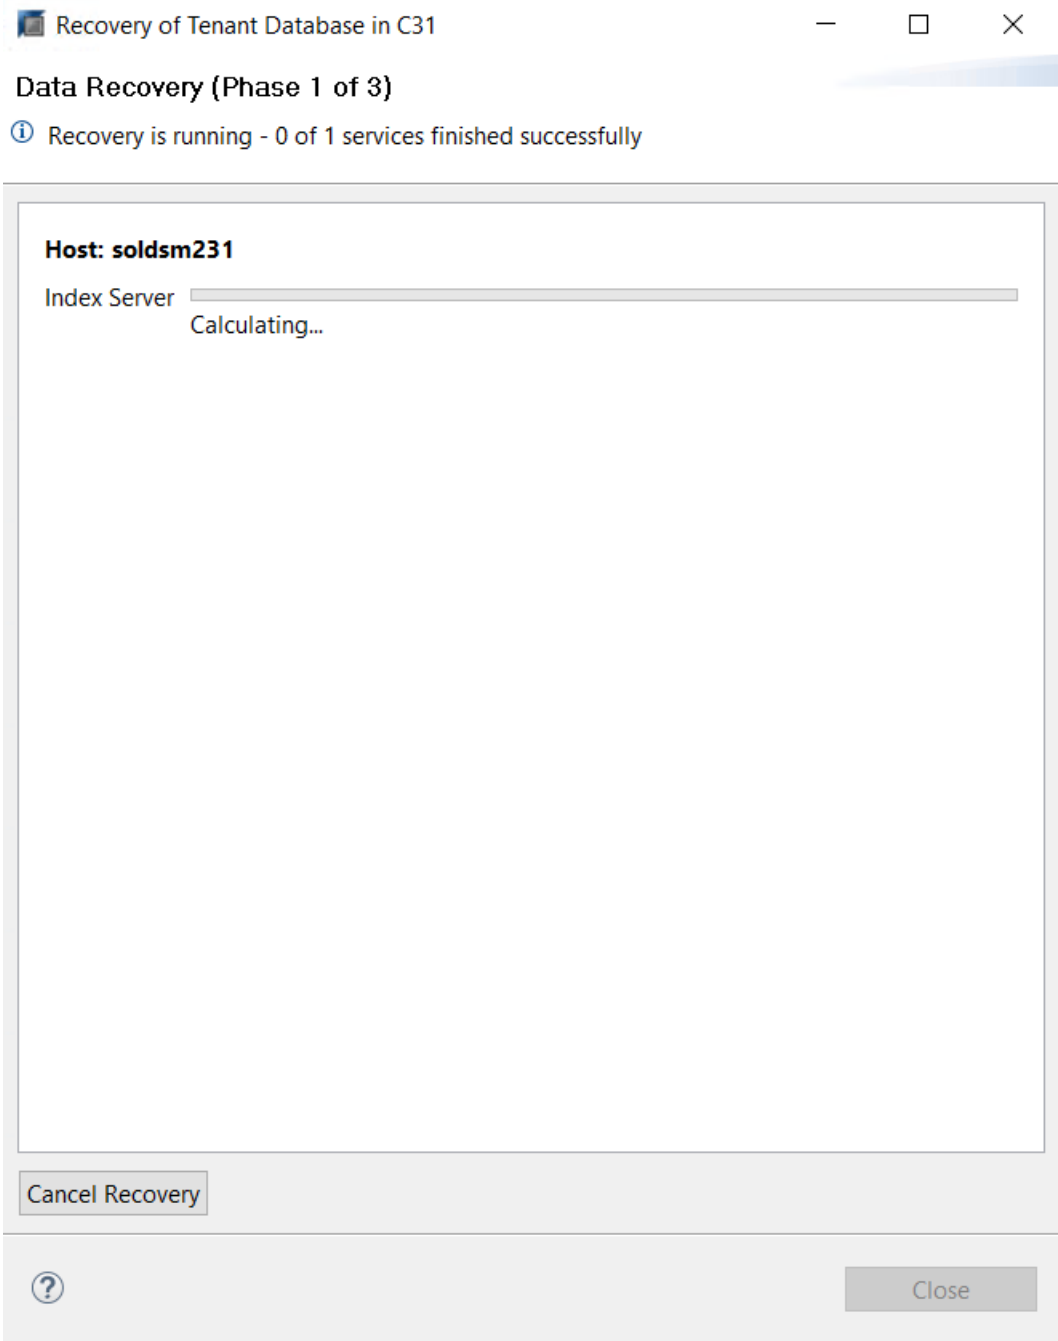 Recovery of Tenant Database in C31
Data Recovery (Phase 1 of 3)
Recovery is running - 0 of 1 services finished successfully
Host: soldsm231
Index Server
Calculating...
Cancel Recovery
Close